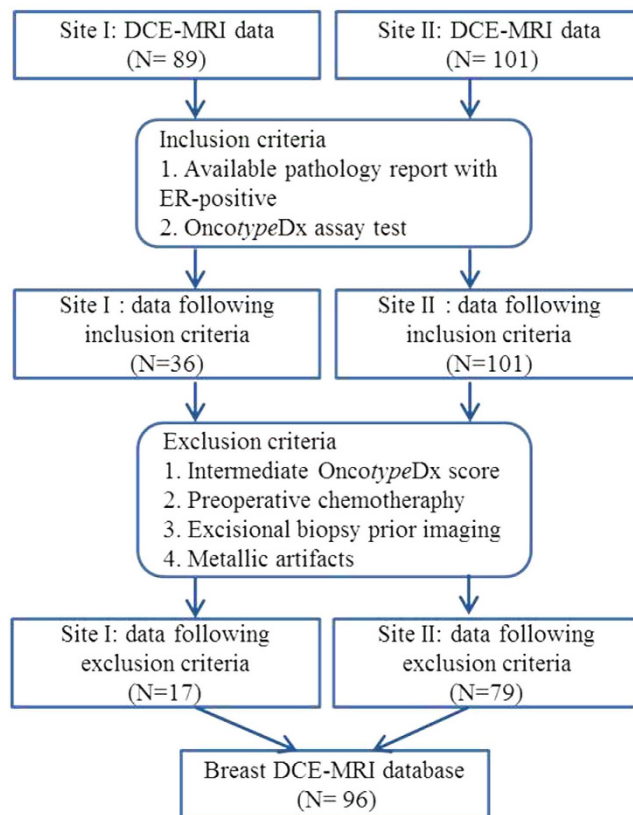 Site I: DCE-MRI data
(N= 89)
Site II: DCE-MRI data
(N= 101)
Inclusion criteria
1. Available pathology report with
ER-positive
2. OncotypeDx assay test
Site I : data following
inclusion criteria
(N=36)
Site II : data following
inclusion criteria
(N=101)
Exclusion criteria
1. Intermediate OncotypeDx score
2. Preoperative chemotheraphy
3. Excisional biopsy prior imaging
4. Metallic artifacts
Site I: data following
exclusion criteria
(N=17)
Site II: data following
exclusion criteria
(N=79)
Breast DCE-MRI database
(N= 96)